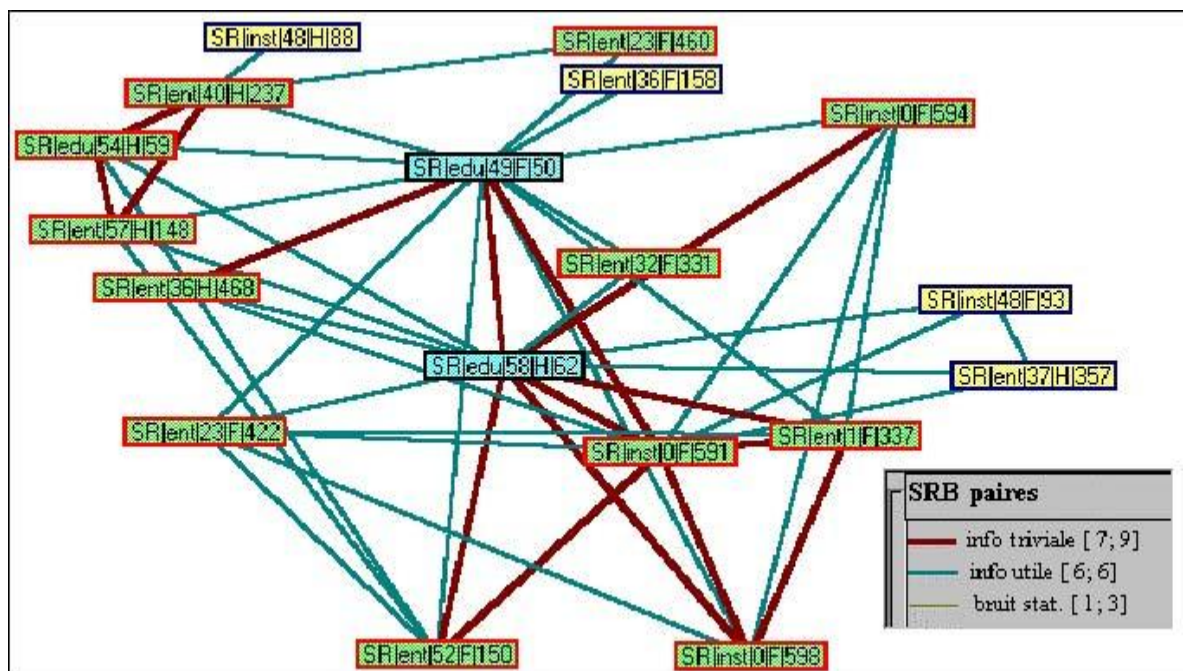 SR|inst|48|H|88
SR|ent|23|F|460
SR|ent|36|F|158
SR|ent|40|H|237
SR|inst|0|F|594
SR|edu|54|H|59
SR|edu|49|F|50
SR|ent|57|H|148
SR|ent|32|F|331
SR|ent|36|H|468
SR|inst|48|F|93
SR|edu|58|H|62
SR|ent|37|H|357
SR|ent|23|F|422
SR|ent|1|F|337
SR|inst|0|F|591
SRB paires
info triviale [ 7; 9]
info utile [ 6; 6]
bruit stat. [ 1; 3]
SR|ent|52|F|150
SR|inst|0|F|598